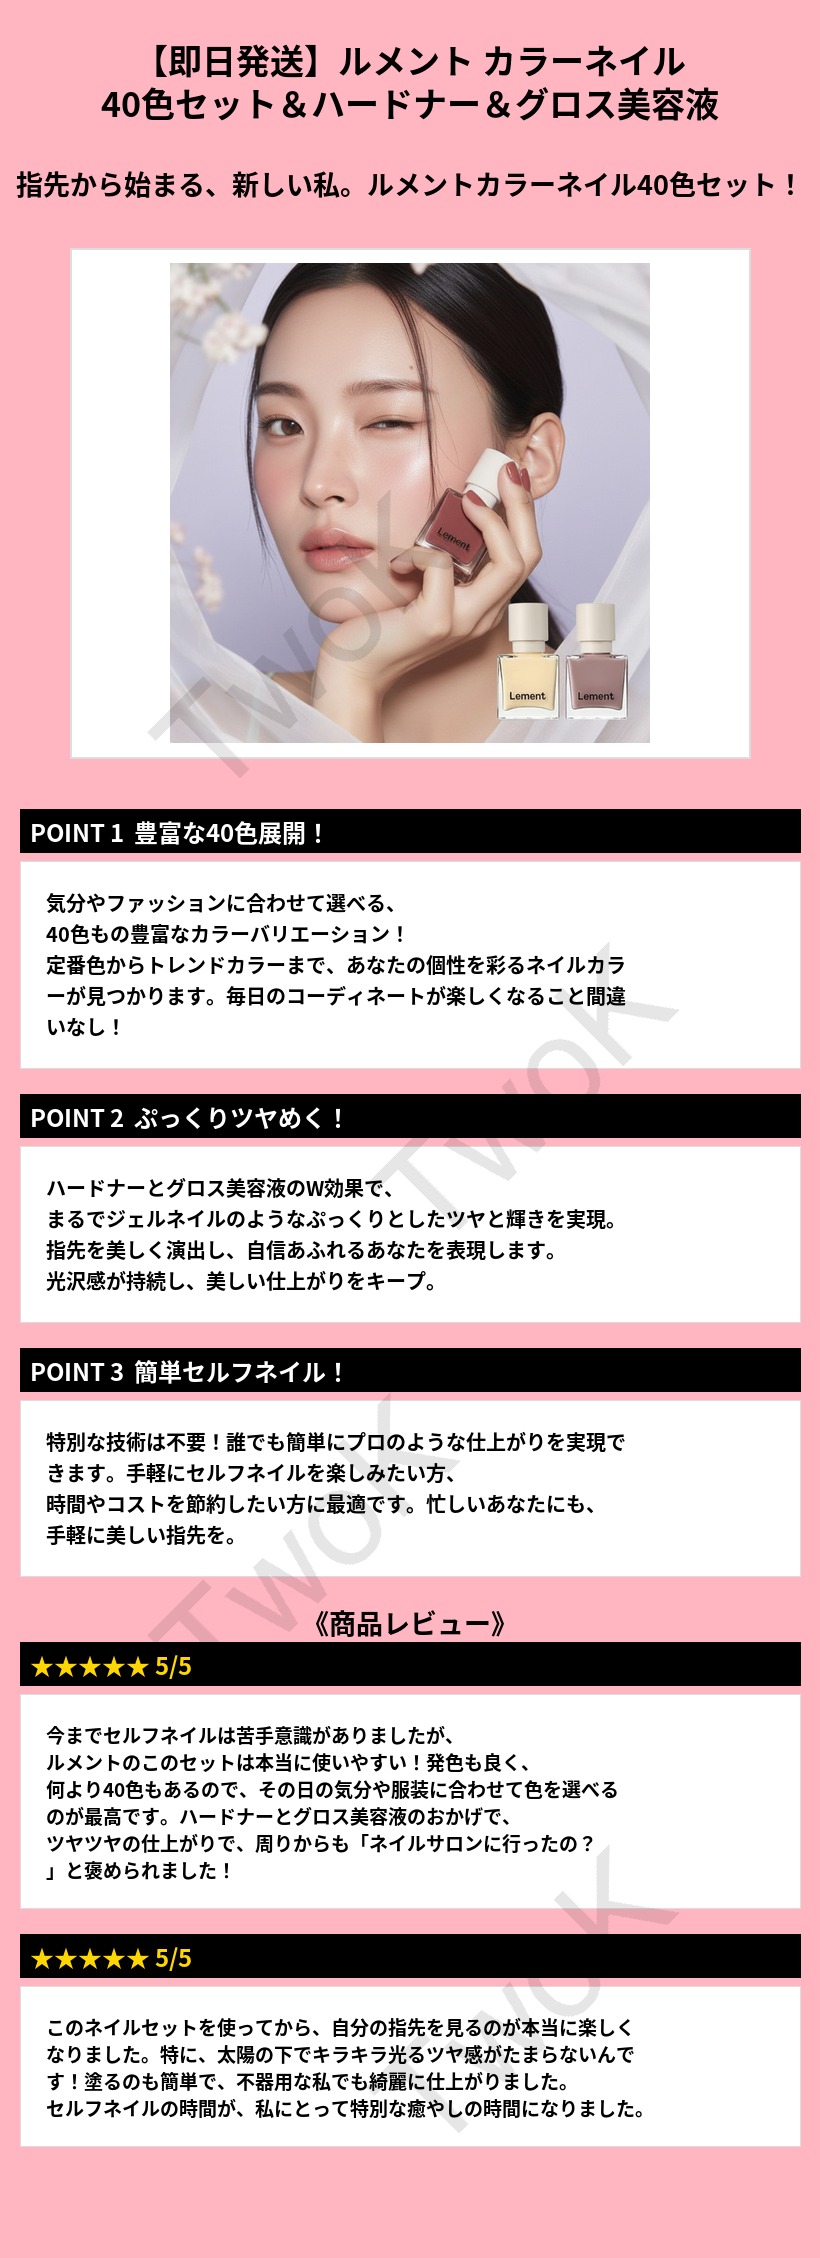 【即日発送】ルメント カラーネイル
40色セット＆ハードナー＆グロス美容液
指先から始まる、新しい私。ルメントカラーネイル40色セット！
Lement
Lement
Lement
TwoK
POINT 1 豊富な40色展開！
気分やファッションに合わせて選べる、
40色もの豊富なカラーバリエーション！
定番色からトレンドカラーまで、あなたの個性を彩るネイルカラ
ーが見つかります。毎日のコーディネートが楽しくなること間違
いなし！
TwoK
POINT 2 ぷっくりツヤめく！
ハードナーとグロス美容液のW効果で、
まるでジェルネイルのようなぷっくりとしたツヤと輝きを実現。
指先を美しく演出し、自信あふれるあなたを表現します。
光沢感が持続し、美しい仕上がりをキープ。
POINT 3 簡単セルフネイル！
特別な技術は不要！誰でも簡単にプロのような仕上がりを実現で
きます。手軽にセルフネイルを楽しみたい方、
時間やコストを節約したい方に最適です。忙しいあなたにも、
手軽に美しい指先を。
TwoK
《商品レビュー》
★★★★★ 5/5
今までセルフネイルは苦手意識がありましたが、
ルメントのこのセットは本当に使いやすい！発色も良く、
何より40色もあるので、その日の気分や服装に合わせて色を選べる
のが最高です。ハードナーとグロス美容液のおかげで、
ツヤツヤの仕上がりで、周りからも「ネイルサロンに行ったの？
」と褒められました！
★★★★★ 5/5
このネイルセットを使ってから、自分の指先を見るのが本当に楽しく
なりました。特に、太陽の下でキラキラ光るツヤ感がたまらないんで
す！塗るのも簡単で、不器用な私でも綺麗に仕上がりました。
セルフネイルの時間が、私にとって特別な癒やしの時間になりました。
TwoK